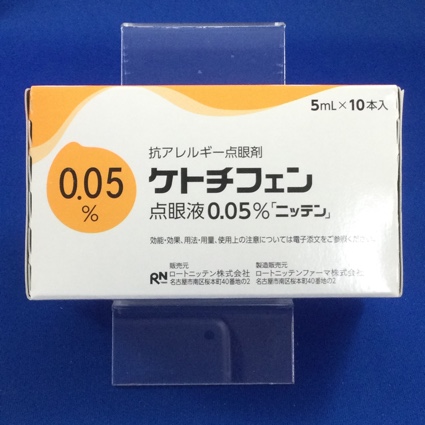 5mL×10本入
抗アレルギー点眼剤
0.05
%
ケトチフェン
点眼液0.05%「ニッテン」
効能・効果、用法・用量、使用上の注意については電子添文をご参照ください。
RN
販売元
ロートニッテン株式会社
名古屋市南区桜本町40番地の2
製造販売元
ロートニッテンファーマ株式会社
名古屋市南区桜本町40番地の2